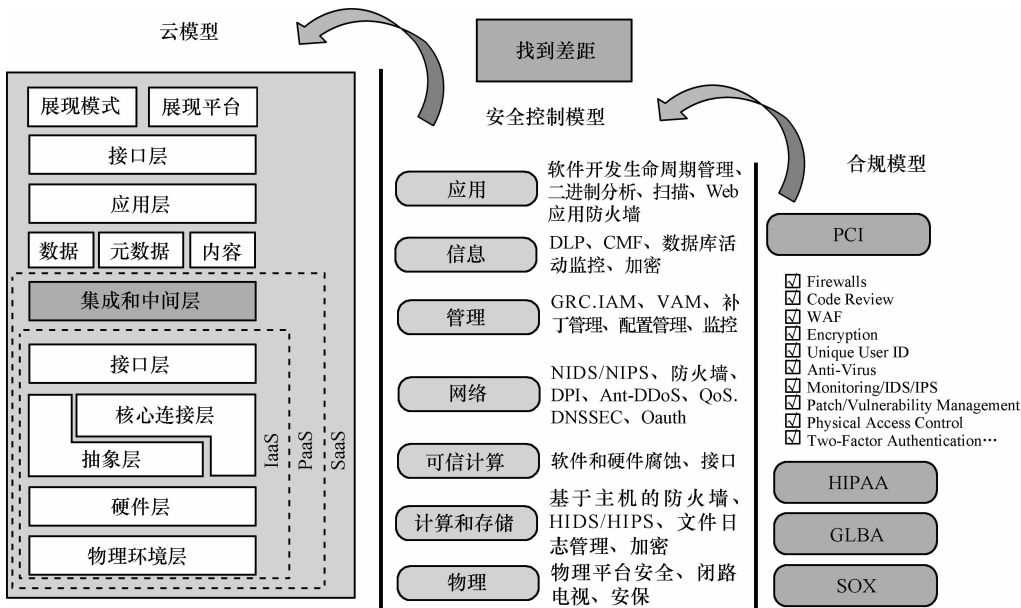 云模型
展现模式
展现平台
接口层
应用层
数据
元数据
内容
集成和中间层
接口层
核心连接层
抽象层
硬件层
物理环境层
IaaS
PaaS
SaaS
找到差距
安全控制模型
应用
软件开发生命周期管理、
二进制分析、扫描、Web
应用防火墙
信息
DLP、CMF、数据库活
动监控、加密
管理
GRC.IAM、VAM、补
丁管理、配置管理、监控
网络
NIDS/NIPS、防火墙、
DPI、Ant-DDoS、QoS.
DNSSEC、Oauth
可信计算
软件和硬件腐蚀、接口
计算和存储
基于主机的防火墙、
HIDS/HIPS、文件日
志管理、加密
物理
物理平台安全、闭路
电视、安保
合规模型
PCI
Firewalls
Code Review
WAF
Encryption
Unique User ID
Anti-Virus
Monitoring/IDS/IPS
Patch/Vulnerability Management
Physical Access Control
Two-Factor Authentication…
HIPAA
GLBA
SOX